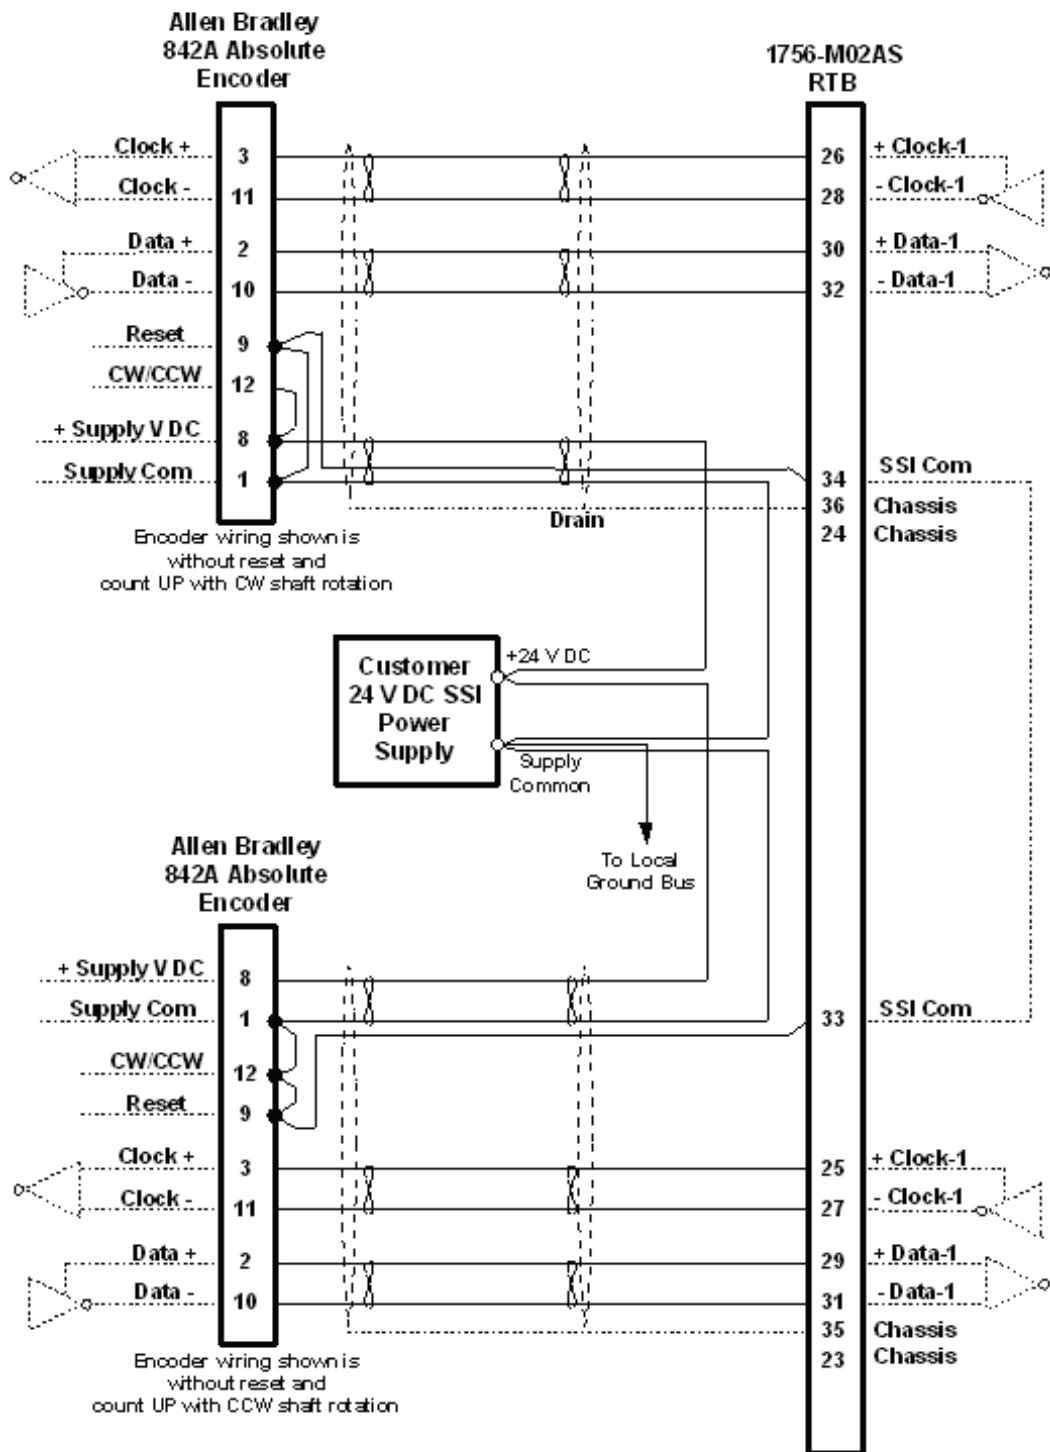 Allen Bradley
842A Absolute
Encoder
1756-M02AS
RTB
Clock + 3 26 + Clock-1
Clock - 11 28 - Clock-1
Data + 2 30 + Data-1
Data - 10 32 - Data-1
Reset 9
CW/CCW 12
+ Supply V DC 8
Supply Com 1 34 SSI Com
36 Chassis
Drain 24 Chassis
Encoder wiring shown is
without reset and
count UP with CW shaft rotation
Customer
24 V DC SSI
Power
Supply
+24 V DC
Supply
Common
To Local
Ground Bus
Allen Bradley
842A Absolute
Encoder
+ Supply V DC 8
Supply Com 1 33 SSI Com
CW/CCW 12
Reset 9
Clock + 3 25 + Clock-1
Clock - 11 27 - Clock-1
Data + 2 29 + Data-1
Data - 10 31 - Data-1
35 Chassis
23 Chassis
Encoder wiring shown is
without reset and
count UP with CCW shaft rotation